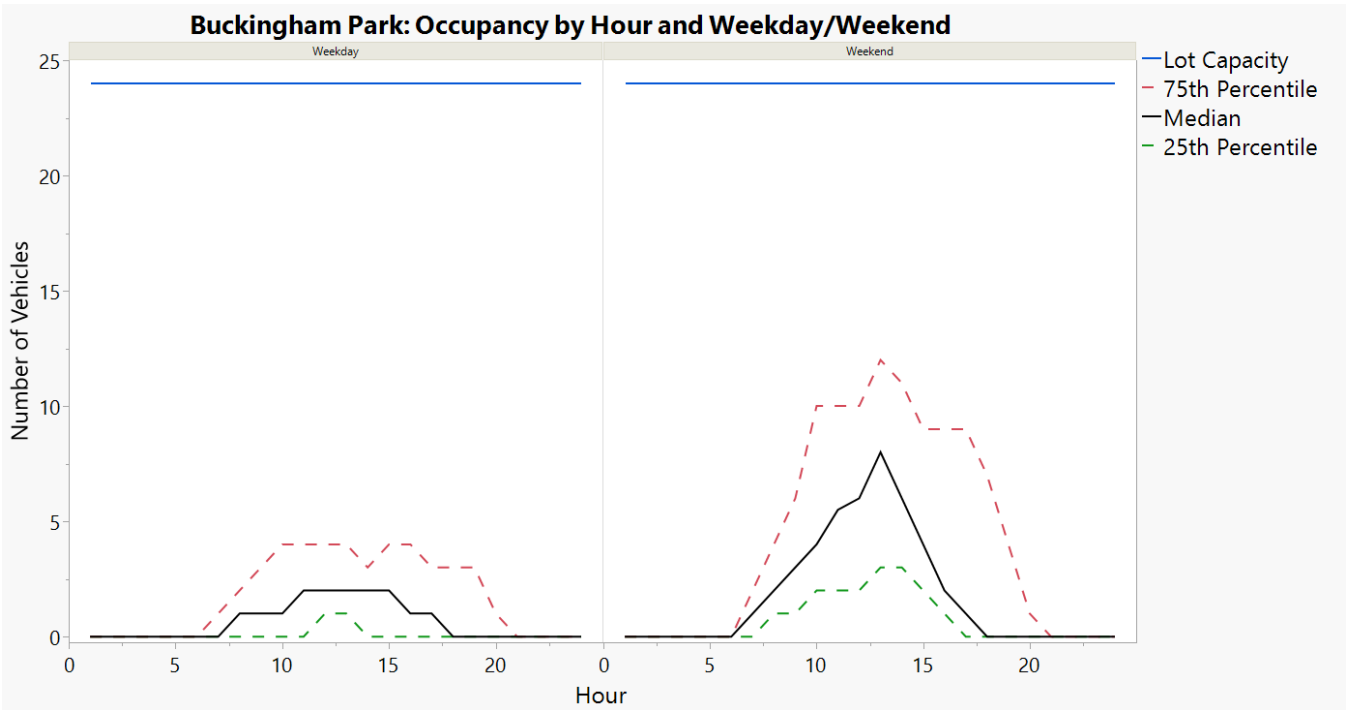 Buckingham Park: Occupancy by Hour and Weekday/Weekend
Weekday
Weekend
Lot Capacity
75th Percentile
Median
25th Percentile
Number of Vehicles
25
20
15
10
5
0
0 5 10 15 20 0 5 10 15 20
Hour